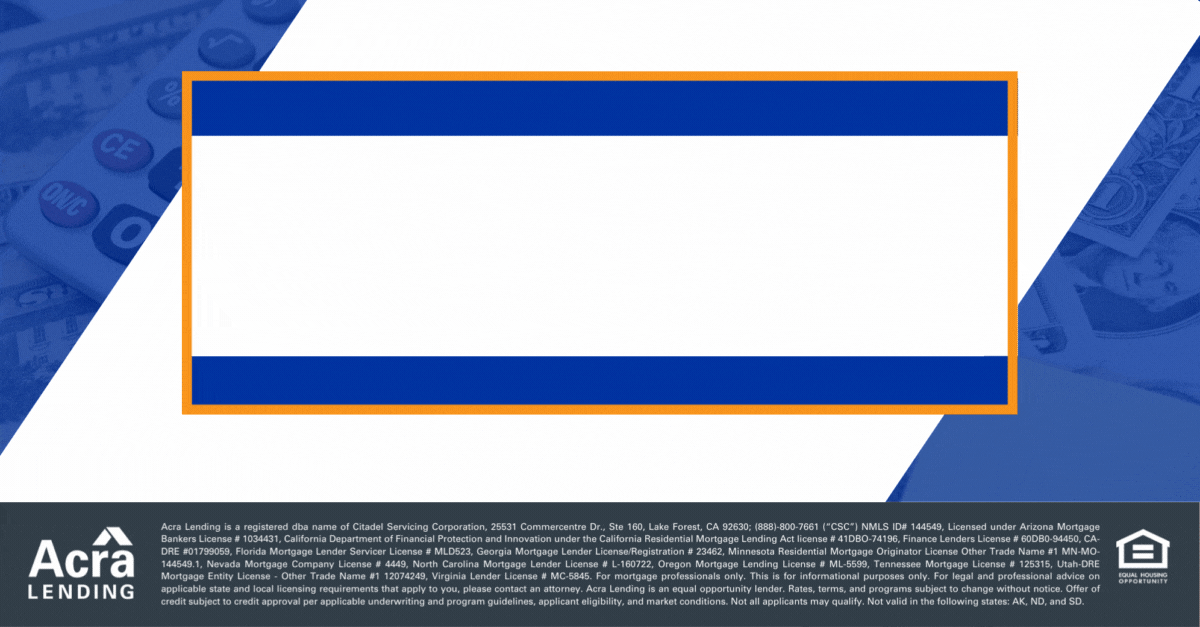 %
CE
ON/C
0
Acra
LENDING
Acra Lending is a registered dba name of Citadel Servicing Corporation, 25531 Commercentre Dr., Ste 160, Lake Forest, CA 92630; (888)-800-7661 (“CSC”) NMLS ID# 144549, Licensed under Arizona Mortgage
Bankers License # 1034431, California Department of Financial Protection and Innovation under the California Residential Mortgage Lending Act license # 41DBO-74196, Finance Lenders License # 60DB0-94450, CA-
DRE #01799059, Florida Mortgage Lender Servicer License # MLD523, Georgia Mortgage Lender License/Registration # 23462, Minnesota Residential Mortgage Originator License Other Trade Name #1 MN-MO-
144549.1, Nevada Mortgage Company License # 4449, North Carolina Mortgage Lender License # L-160722, Oregon Mortgage Lending License # ML-5599, Tennessee Mortgage License # 125315, Utah-DRE
Mortgage Entity License - Other Trade Name #1 12074249, Virginia Lender License # MC-5845. For mortgage professionals only. This is for informational purposes only. For legal and professional advice on
applicable state and local licensing requirements that apply to you, please contact an attorney. Acra Lending is an equal opportunity lender. Rates, terms, and programs subject to change without notice. Offer of
credit subject to credit approval per applicable underwriting and program guidelines, applicant eligibility, and market conditions. Not all applicants may qualify. Not valid in the following states: AK, ND, and SD.
EQUAL HOUSING
OPPORTUNITY